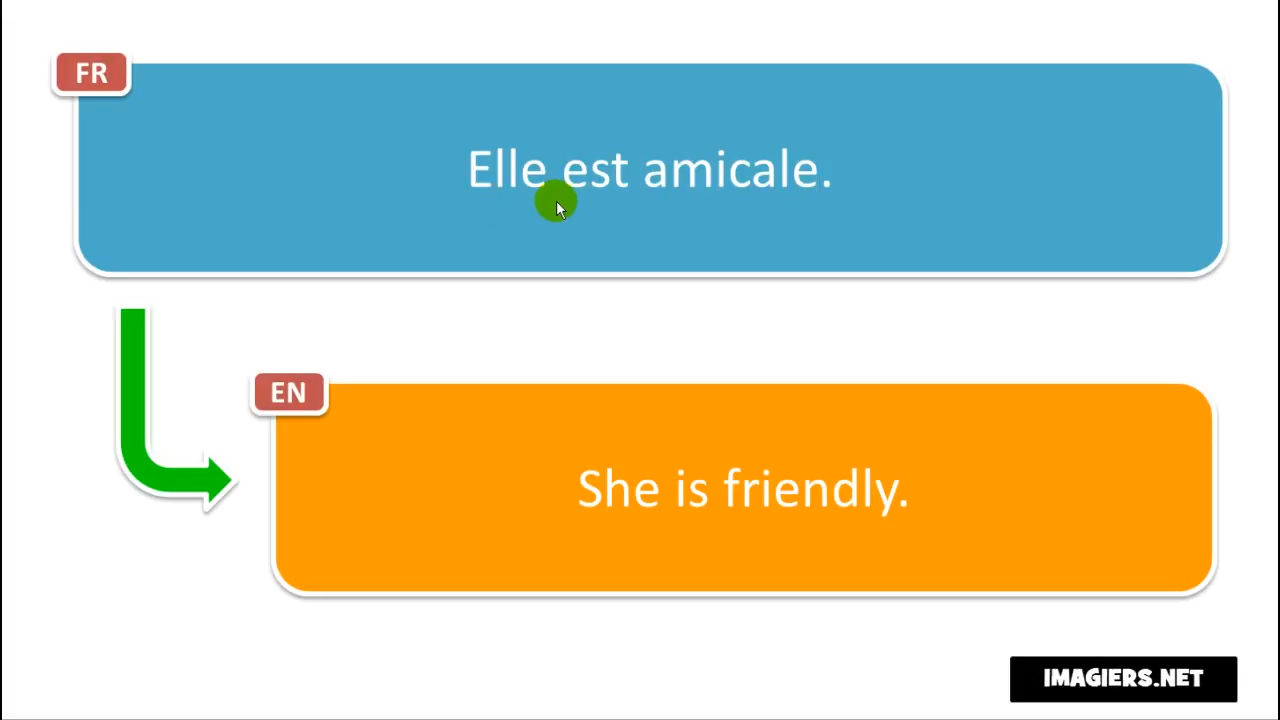 FR
Elle est amicale.
EN
She is friendly.
IMAGIERS.NET